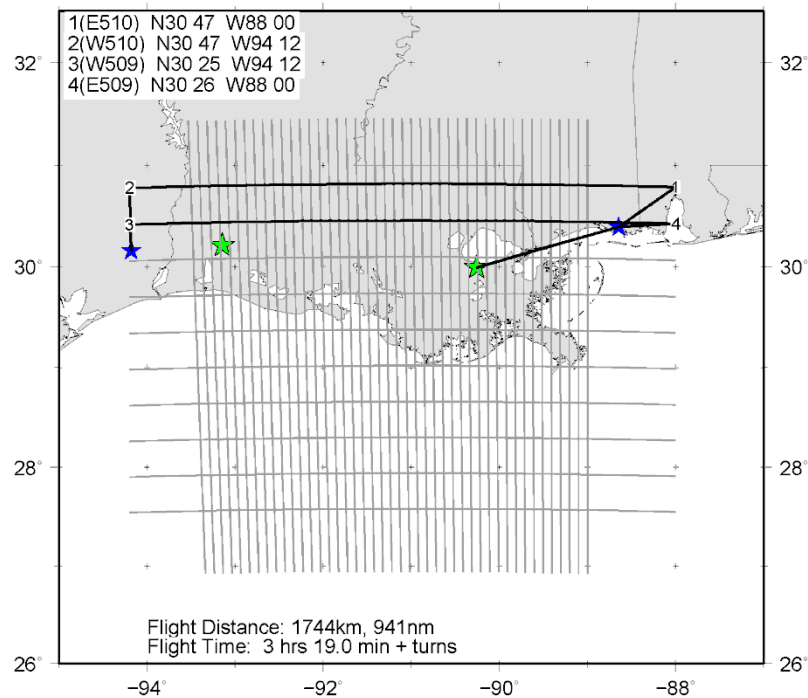 1(E510) N30 47 W88 00
2(W510) N30 47 W94 12
3(W509) N30 25 W94 12
4(E509) N30 26 W88 00
32° 32°
2 1
3 4
30° 30°
28° 28°
Flight Distance: 1744km, 941nm
Flight Time: 3 hrs 19.0 min + turns
26° 26°
−94 −92 −90 −88